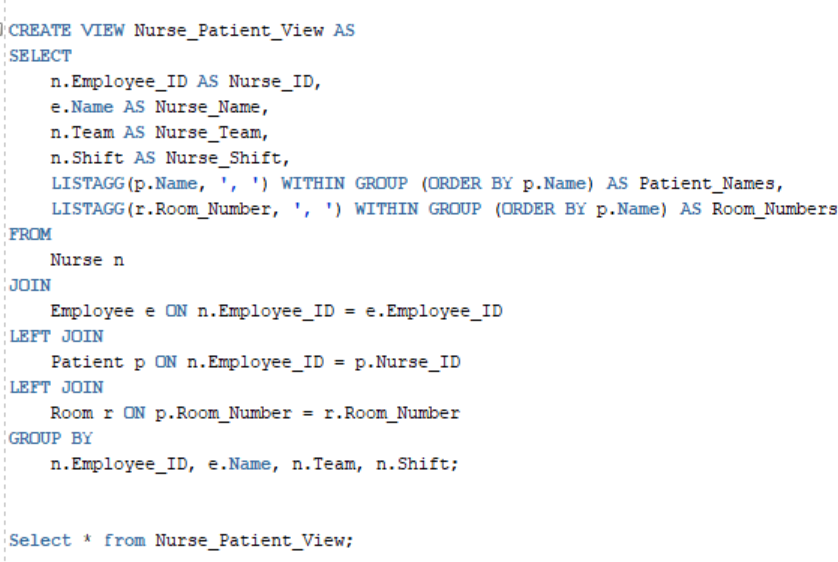 CREATE VIEW Nurse_Patient_View AS
SELECT
    n.Employee_ID AS Nurse_ID,
    e.Name AS Nurse_Name,
    n.Team AS Nurse_Team,
    n.Shift AS Nurse_Shift,
    LISTAGG(p.Name, ', ') WITHIN GROUP (ORDER BY p.Name) AS Patient_Names,
    LISTAGG(r.Room_Number, ', ') WITHIN GROUP (ORDER BY p.Name) AS Room_Numbers
FROM
    Nurse n
JOIN
    Employee e ON n.Employee_ID = e.Employee_ID
LEFT JOIN
    Patient p ON n.Employee_ID = p.Nurse_ID
LEFT JOIN
    Room r ON p.Room_Number = r.Room_Number
GROUP BY
    n.Employee_ID, e.Name, n.Team, n.Shift;
Select * from Nurse_Patient_View;